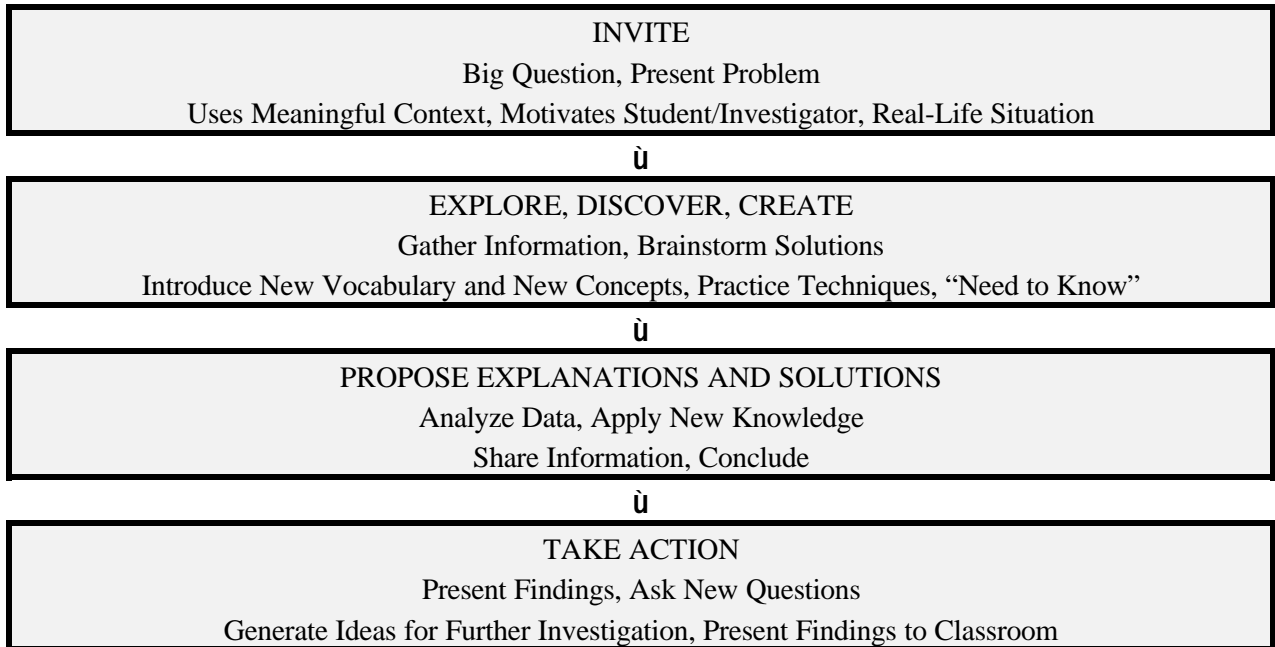 INVITE
Big Question, Present Problem
Uses Meaningful Context, Motivates Student/Investigator, Real-Life Situation
ù
EXPLORE, DISCOVER, CREATE
Gather Information, Brainstorm Solutions
Introduce New Vocabulary and New Concepts, Practice Techniques, “Need to Know”
ù
PROPOSE EXPLANATIONS AND SOLUTIONS
Analyze Data, Apply New Knowledge
Share Information, Conclude
ù
TAKE ACTION
Present Findings, Ask New Questions
Generate Ideas for Further Investigation, Present Findings to Classroom